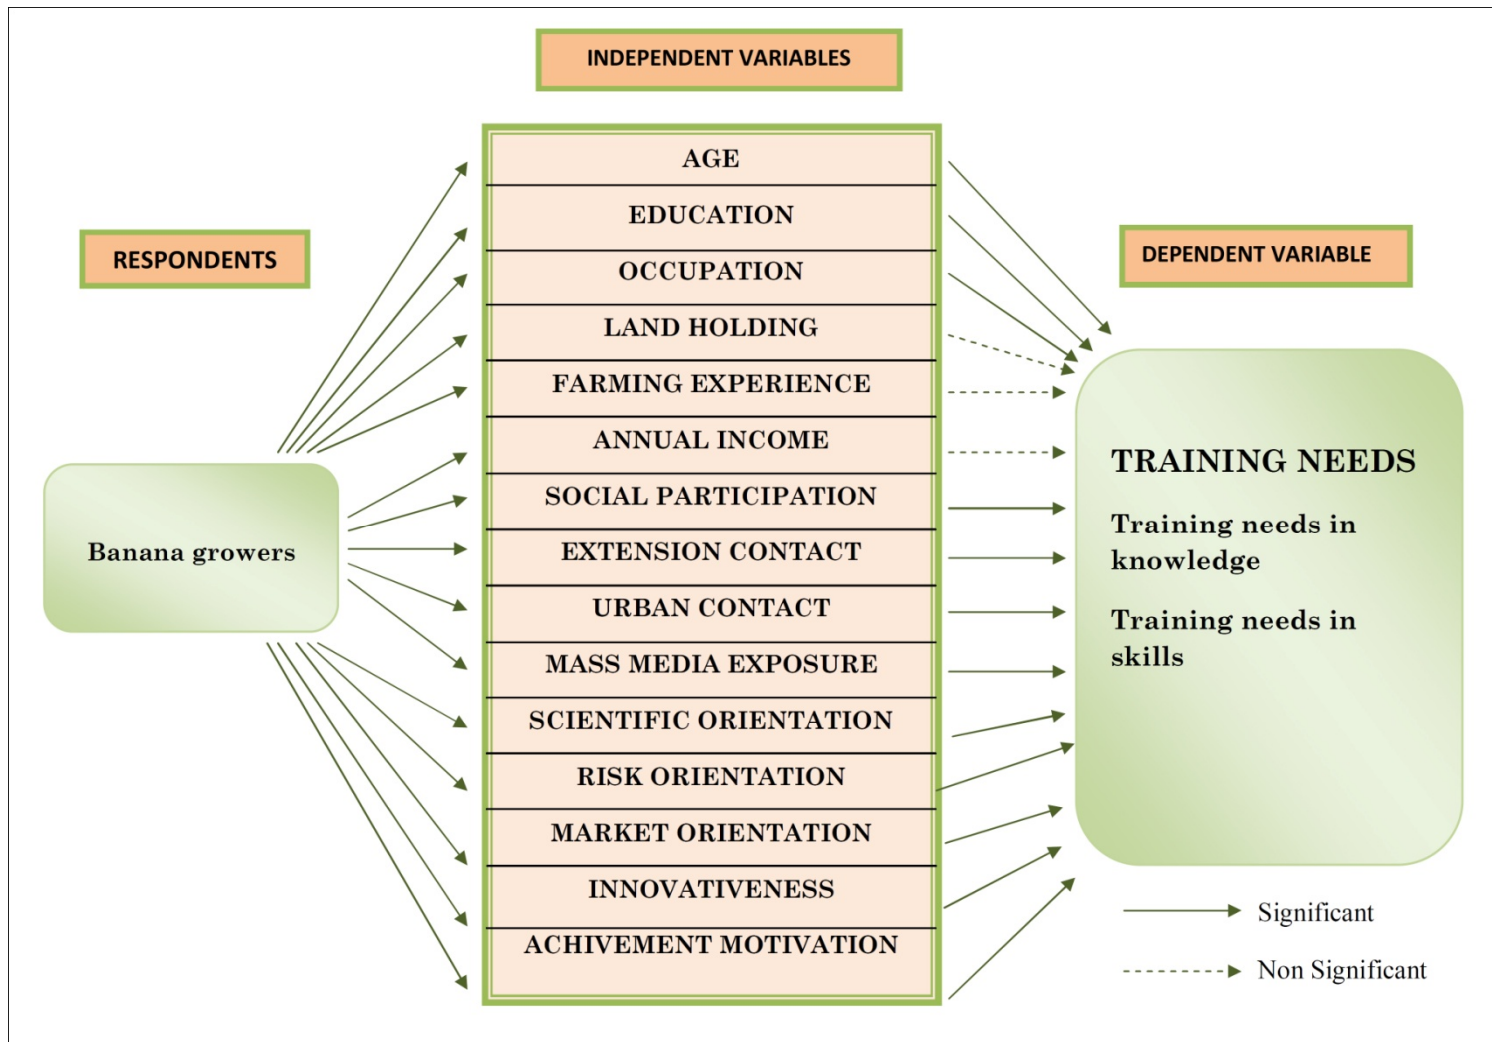 INDEPENDENT VARIABLES
RESPONDENTS
Banana growers
AGE
EDUCATION
OCCUPATION
LAND HOLDING
FARMING EXPERIENCE
ANNUAL INCOME
SOCIAL PARTICIPATION
EXTENSION CONTACT
URBAN CONTACT
MASS MEDIA EXPOSURE
SCIENTIFIC ORIENTATION
RISK ORIENTATION
MARKET ORIENTATION
INNOVATIVENESS
ACHIVEMENT MOTIVATION
DEPENDENT VARIABLE
TRAINING NEEDS
Training needs in
knowledge
Training needs in
skills
Significant
Non Significant